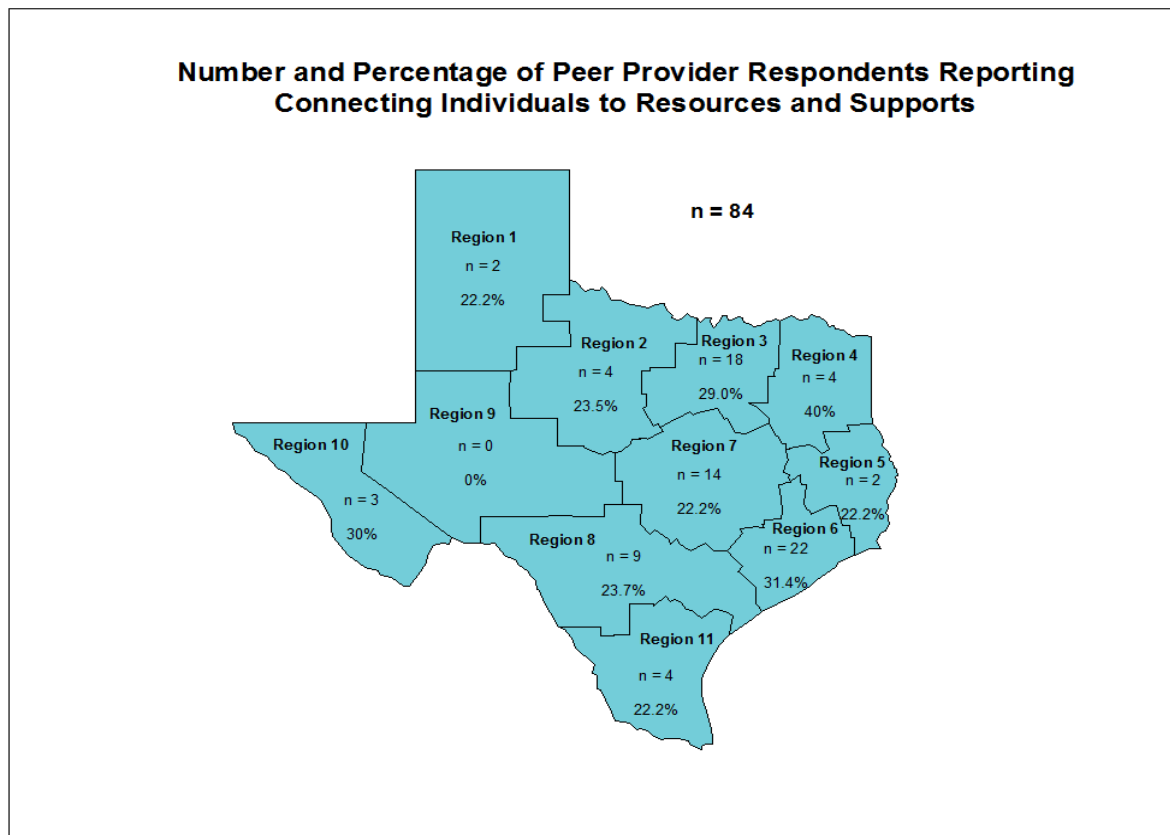 Number and Percentage of Peer Provider Respondents Reporting
Connecting Individuals to Resources and Supports
n = 84
Region 1
n = 2
22.2%
Region 2
n = 4
23.5%
Region 3
n = 18
29.0%
Region 4
n = 4
40%
Region 9
n = 0
0%
Region 10
n = 3
30%
Region 7
n = 14
22.2%
Region 5
n = 2
22.2%
Region 6
n = 22
31.4%
Region 8
n = 9
23.7%
Region 11
n = 4
22.2%